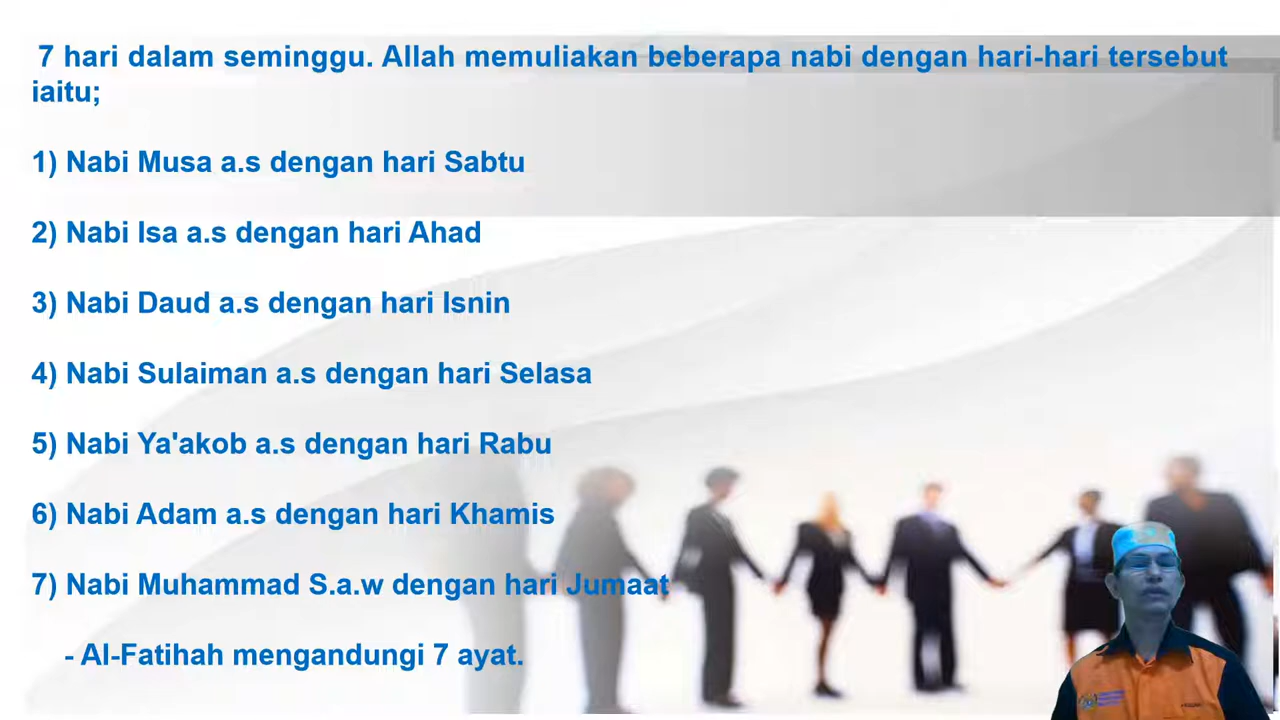 7 hari dalam seminggu. Allah memuliakan beberapa nabi dengan hari-hari tersebut
iaitu;
1) Nabi Musa a.s dengan hari Sabtu
2) Nabi Isa a.s dengan hari Ahad
3) Nabi Daud a.s dengan hari Isnin
4) Nabi Sulaiman a.s dengan hari Selasa
5) Nabi Ya'akob a.s dengan hari Rabu
6) Nabi Adam a.s dengan hari Khamis
7) Nabi Muhammad S.a.w dengan hari Jumaat
- Al-Fatihah mengandungi 7 ayat.